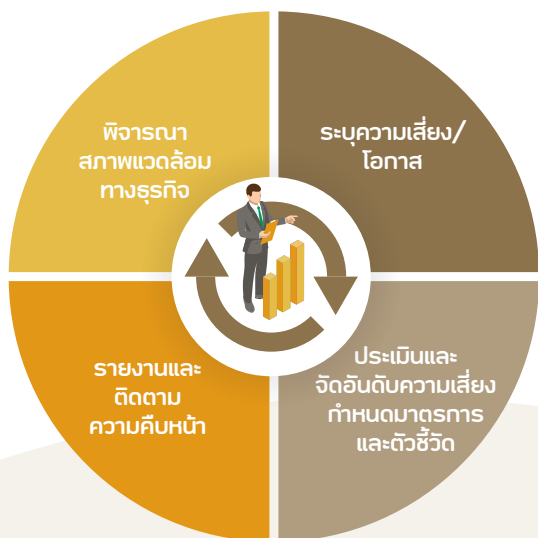 พิจารณา
สภาพแวดล้อม
ทางธุรกิจ
ระบุความเสี่ยง/
โอกาส
ประเมินและ
จัดอันดับความเสี่ยง
กำหนดมาตรการ
และตัวชี้วัด
รายงานและ
ติดตาม
ความคืบหน้า